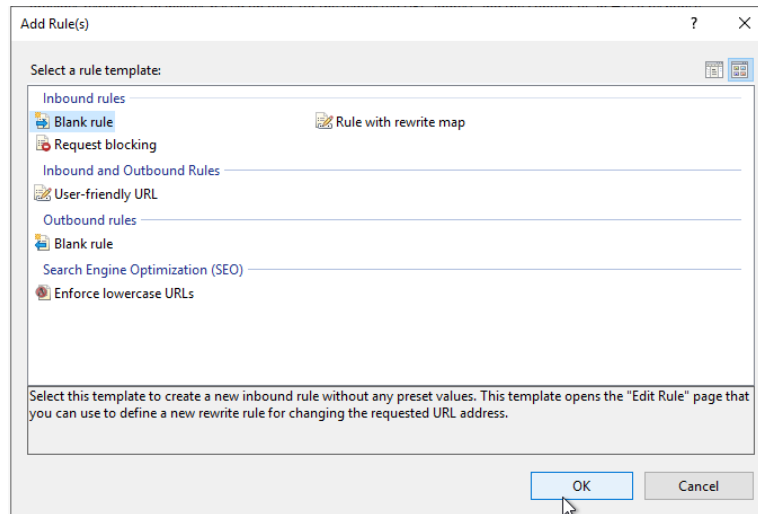 Add Rule(s)
?
Select a rule template:
Inbound rules
Blank rule
Rule with rewrite map
Request blocking
Inbound and Outbound Rules
User-friendly URL
Outbound rules
Blank rule
Search Engine Optimization (SEO)
Enforce lowercase URLs
Select this template to create a new inbound rule without any preset values. This template opens the "Edit Rule" page that
you can use to define a new rewrite rule for changing the requested URL address.
OK
Cancel